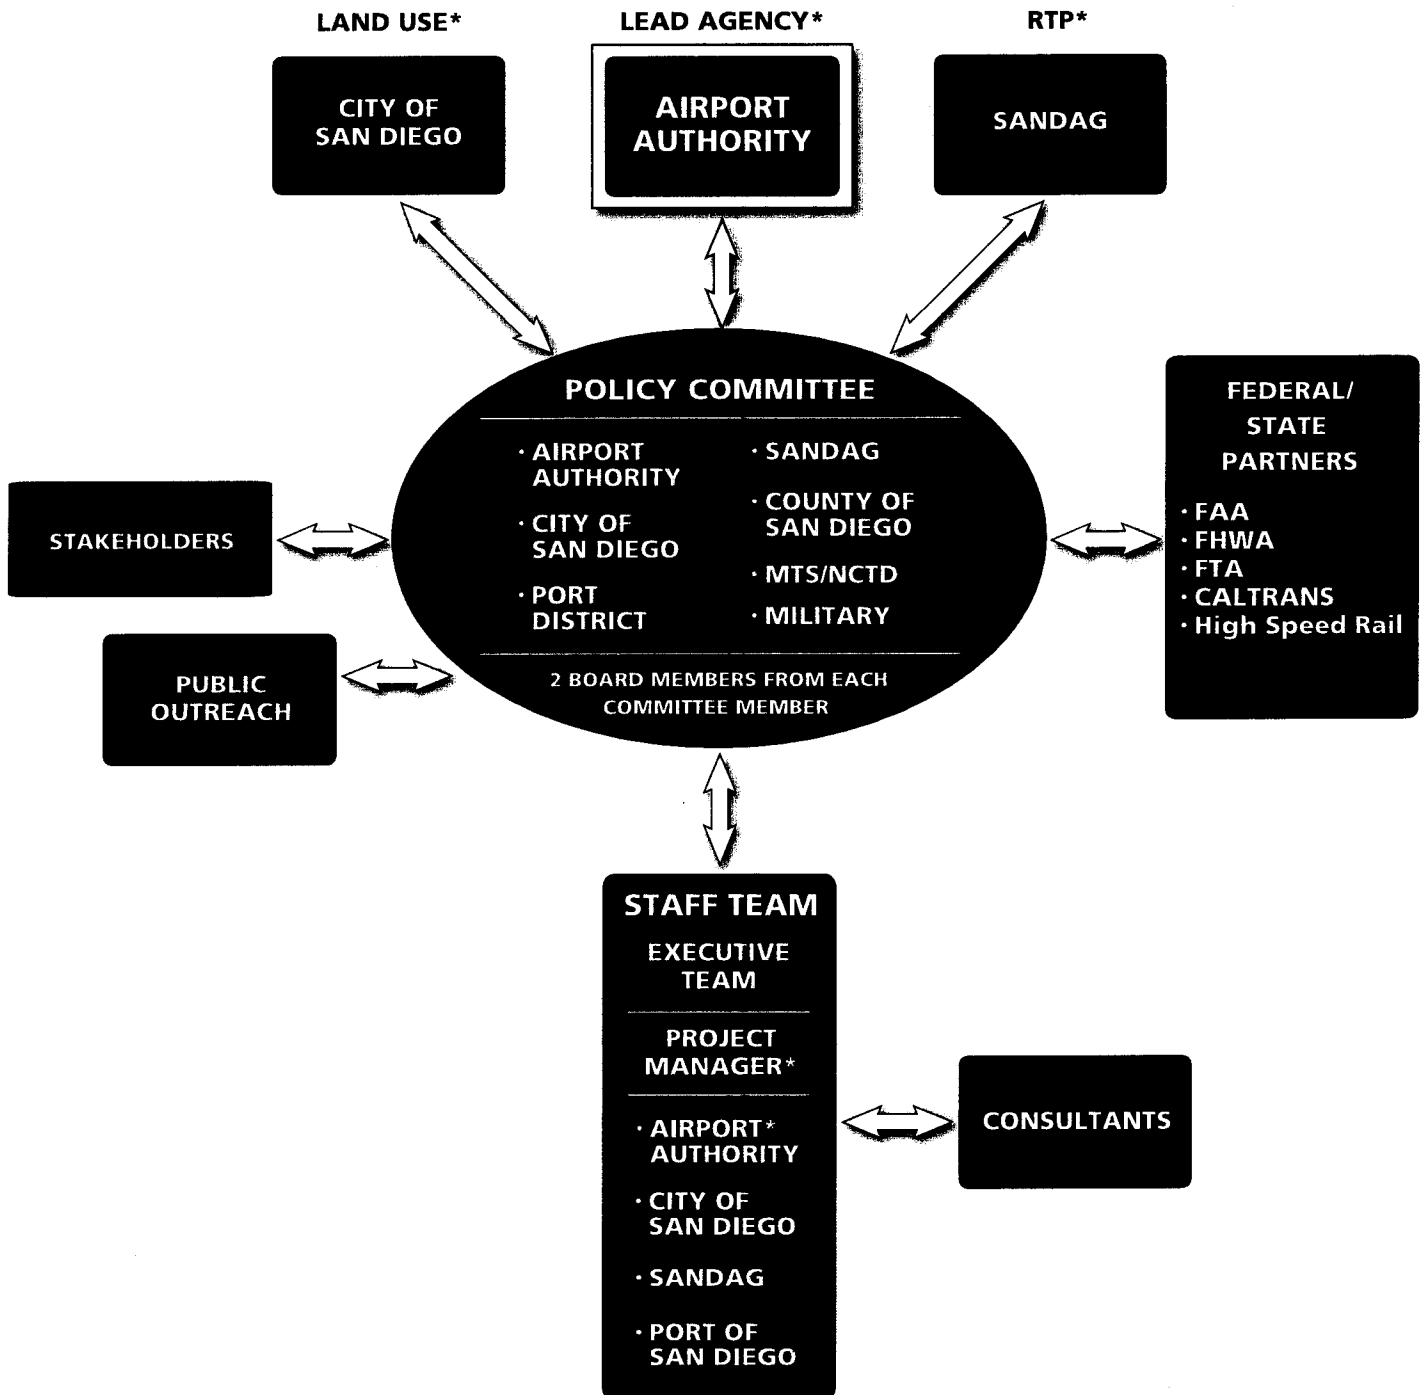 LAND USE*
LEAD AGENCY*
RTP*
CITY OF
SAN DIEGO
AIRPORT
AUTHORITY
SANDAG
POLICY COMMITTEE
· AIRPORT
AUTHORITY
· CITY OF
SAN DIEGO
· PORT
DISTRICT
· SANDAG
· COUNTY OF
SAN DIEGO
· MTS/NCTD
· MILITARY
2 BOARD MEMBERS FROM EACH
COMMITTEE MEMBER
FEDERAL/
STATE
PARTNERS
· FAA
· FHWA
· FTA
· CALTRANS
· High Speed Rail
STAKEHOLDERS
PUBLIC
OUTREACH
STAFF TEAM
EXECUTIVE
TEAM
PROJECT
MANAGER*
· AIRPORT*
AUTHORITY
· CITY OF
SAN DIEGO
· SANDAG
· PORT OF
SAN DIEGO
CONSULTANTS